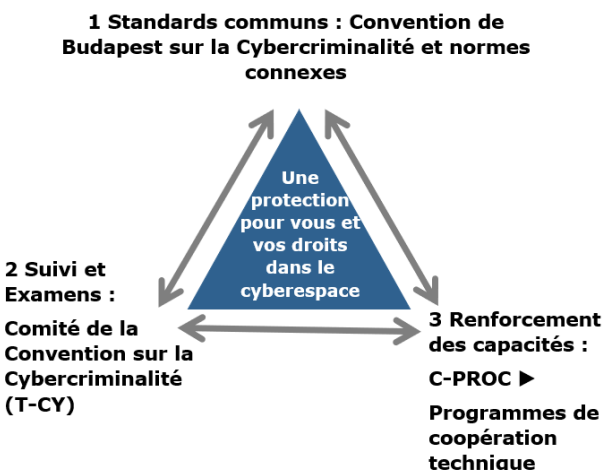 1 Standards communs : Convention de
Budapest sur la Cybercriminalité et normes
connexes
Une
protection
pour vous et
vos droits
dans le
cyberespace
2 Suivi et
Examens :
Comité de la
Convention sur la
Cybercriminalité
(T-CY)
3 Renforcement
des capacités :
C-PROC ►
Programmes de
coopération
technique